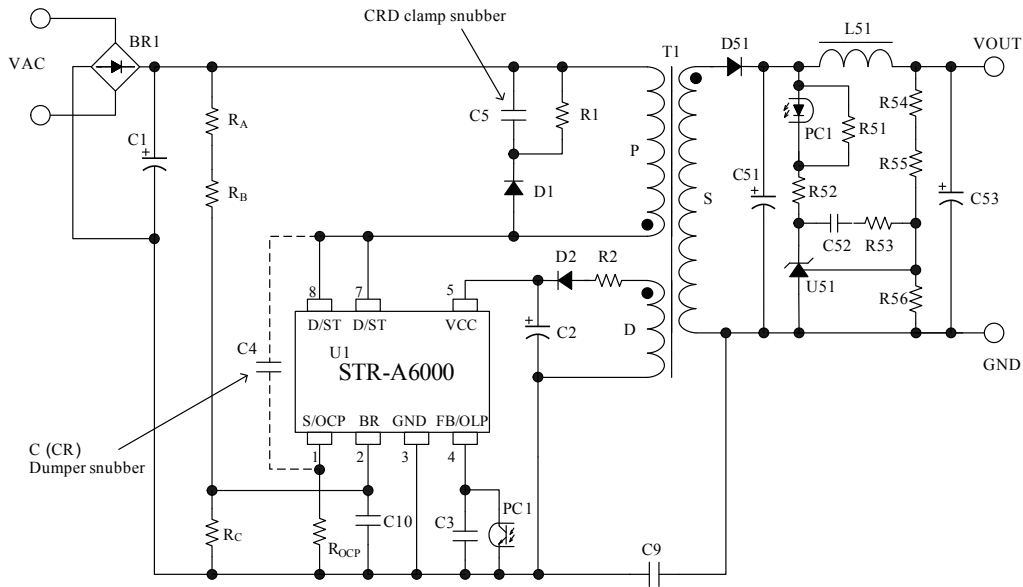 CRD clamp snubber
VAC
BR1
T1
D51
L51
VOUT
C1
RA
RB
C5
R1
P
D1
S
PC1
R51
R52
R54
R55
C51
C52
R53
C53
U51
R56
GND
D2
R2
C2
D
8
7
5
D/ST
D/ST
VCC
U1
STR-A6000
C4
S/OCP
BR
GND
FB/OLP
1
2
3
4
C (CR)
Dumper snubber
RC
ROCP
C10
C3
PC1
C9